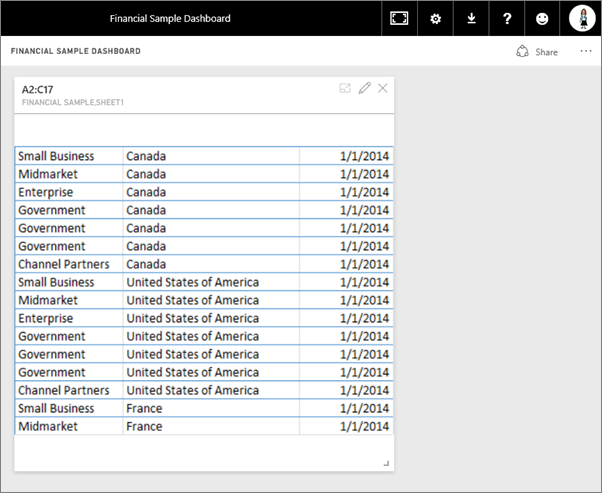 Financial Sample Dashboard
?
FINANCIAL SAMPLE DASHBOARD
Share
...
A2:C17
FINANCIAL SAMPLE,SHEET1
Small Business Canada 1/1/2014
Midmarket Canada 1/1/2014
Enterprise Canada 1/1/2014
Government Canada 1/1/2014
Government Canada 1/1/2014
Government Canada 1/1/2014
Channel Partners Canada 1/1/2014
Small Business United States of America 1/1/2014
Midmarket United States of America 1/1/2014
Enterprise United States of America 1/1/2014
Government United States of America 1/1/2014
Government United States of America 1/1/2014
Government United States of America 1/1/2014
Channel Partners United States of America 1/1/2014
Small Business France 1/1/2014
Midmarket France 1/1/2014